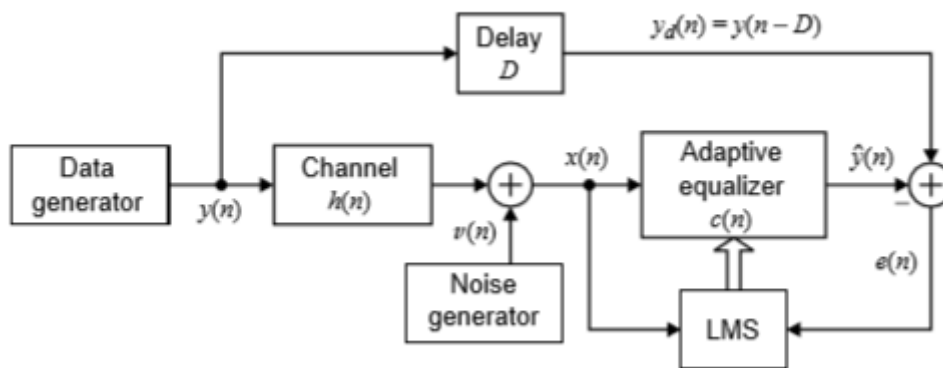 Delay
D
y_d(n) = y(n − D)
Data
generator
y(n)
Channel
h(n)
+
v(n)
Noise
generator
x(n)
Adaptive
equalizer
c(n)
ŷ(n)
+
−
e(n)
LMS